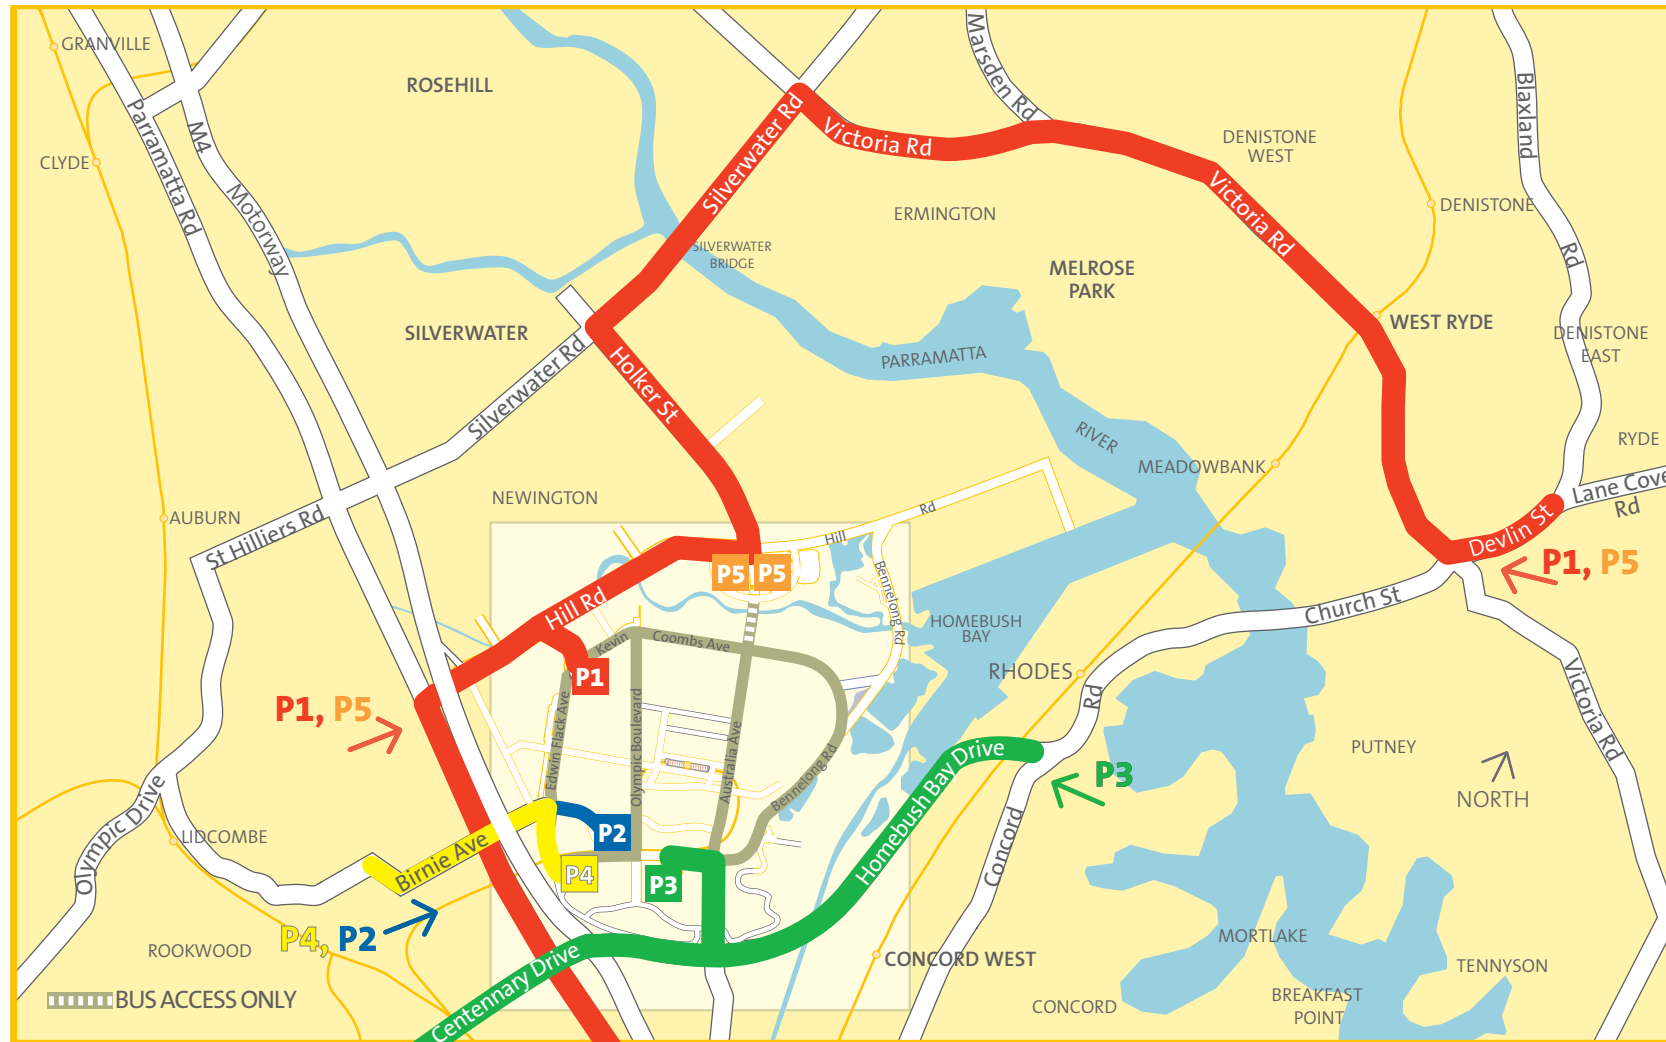 GRANVILLE
ROSEHILL
Marsden Rd
Blaxland
Rd
Parramatta Rd
M4
Motorway
CLYDE
Silverwater Rd
Victoria Rd
DENISTONE
WEST
DENISTONE
ERMINGTON
Victoria Rd
SILVERWATER
BRIDGE
MELROSE
PARK
WEST RYDE
DENISTONE
EAST
SILVERWATER
Silverwater Rd
Holker St
PARRAMATTA
RIVER
MEADOWBANK
RYDE
Lane Cove
Rd
NEWINGTON
AUBURN
St Hilliers Rd
Hill
Rd
Devlin St
P1, P5
P5
P5
Bennelong Rd
Hill Rd
Kevin
Coombs Ave
HOMEBUSH
BAY
Church St
RHODES
Rd
P1
P1, P5
Edwin Flack Ave
Olympic Boulevard
Australia Ave
Bennelong Rd
Homebush Bay Drive
P3
PUTNEY
Victoria Rd
NORTH
Olympic Drive
LIDCOMBE
Birnie Ave
P2
P4
P3
Concord
P4, P2
ROOKWOOD
CONCORD WEST
MORTLAKE
TENNYSON
Centennary Drive
BUS ACCESS ONLY
CONCORD
BREAKFAST
POINT